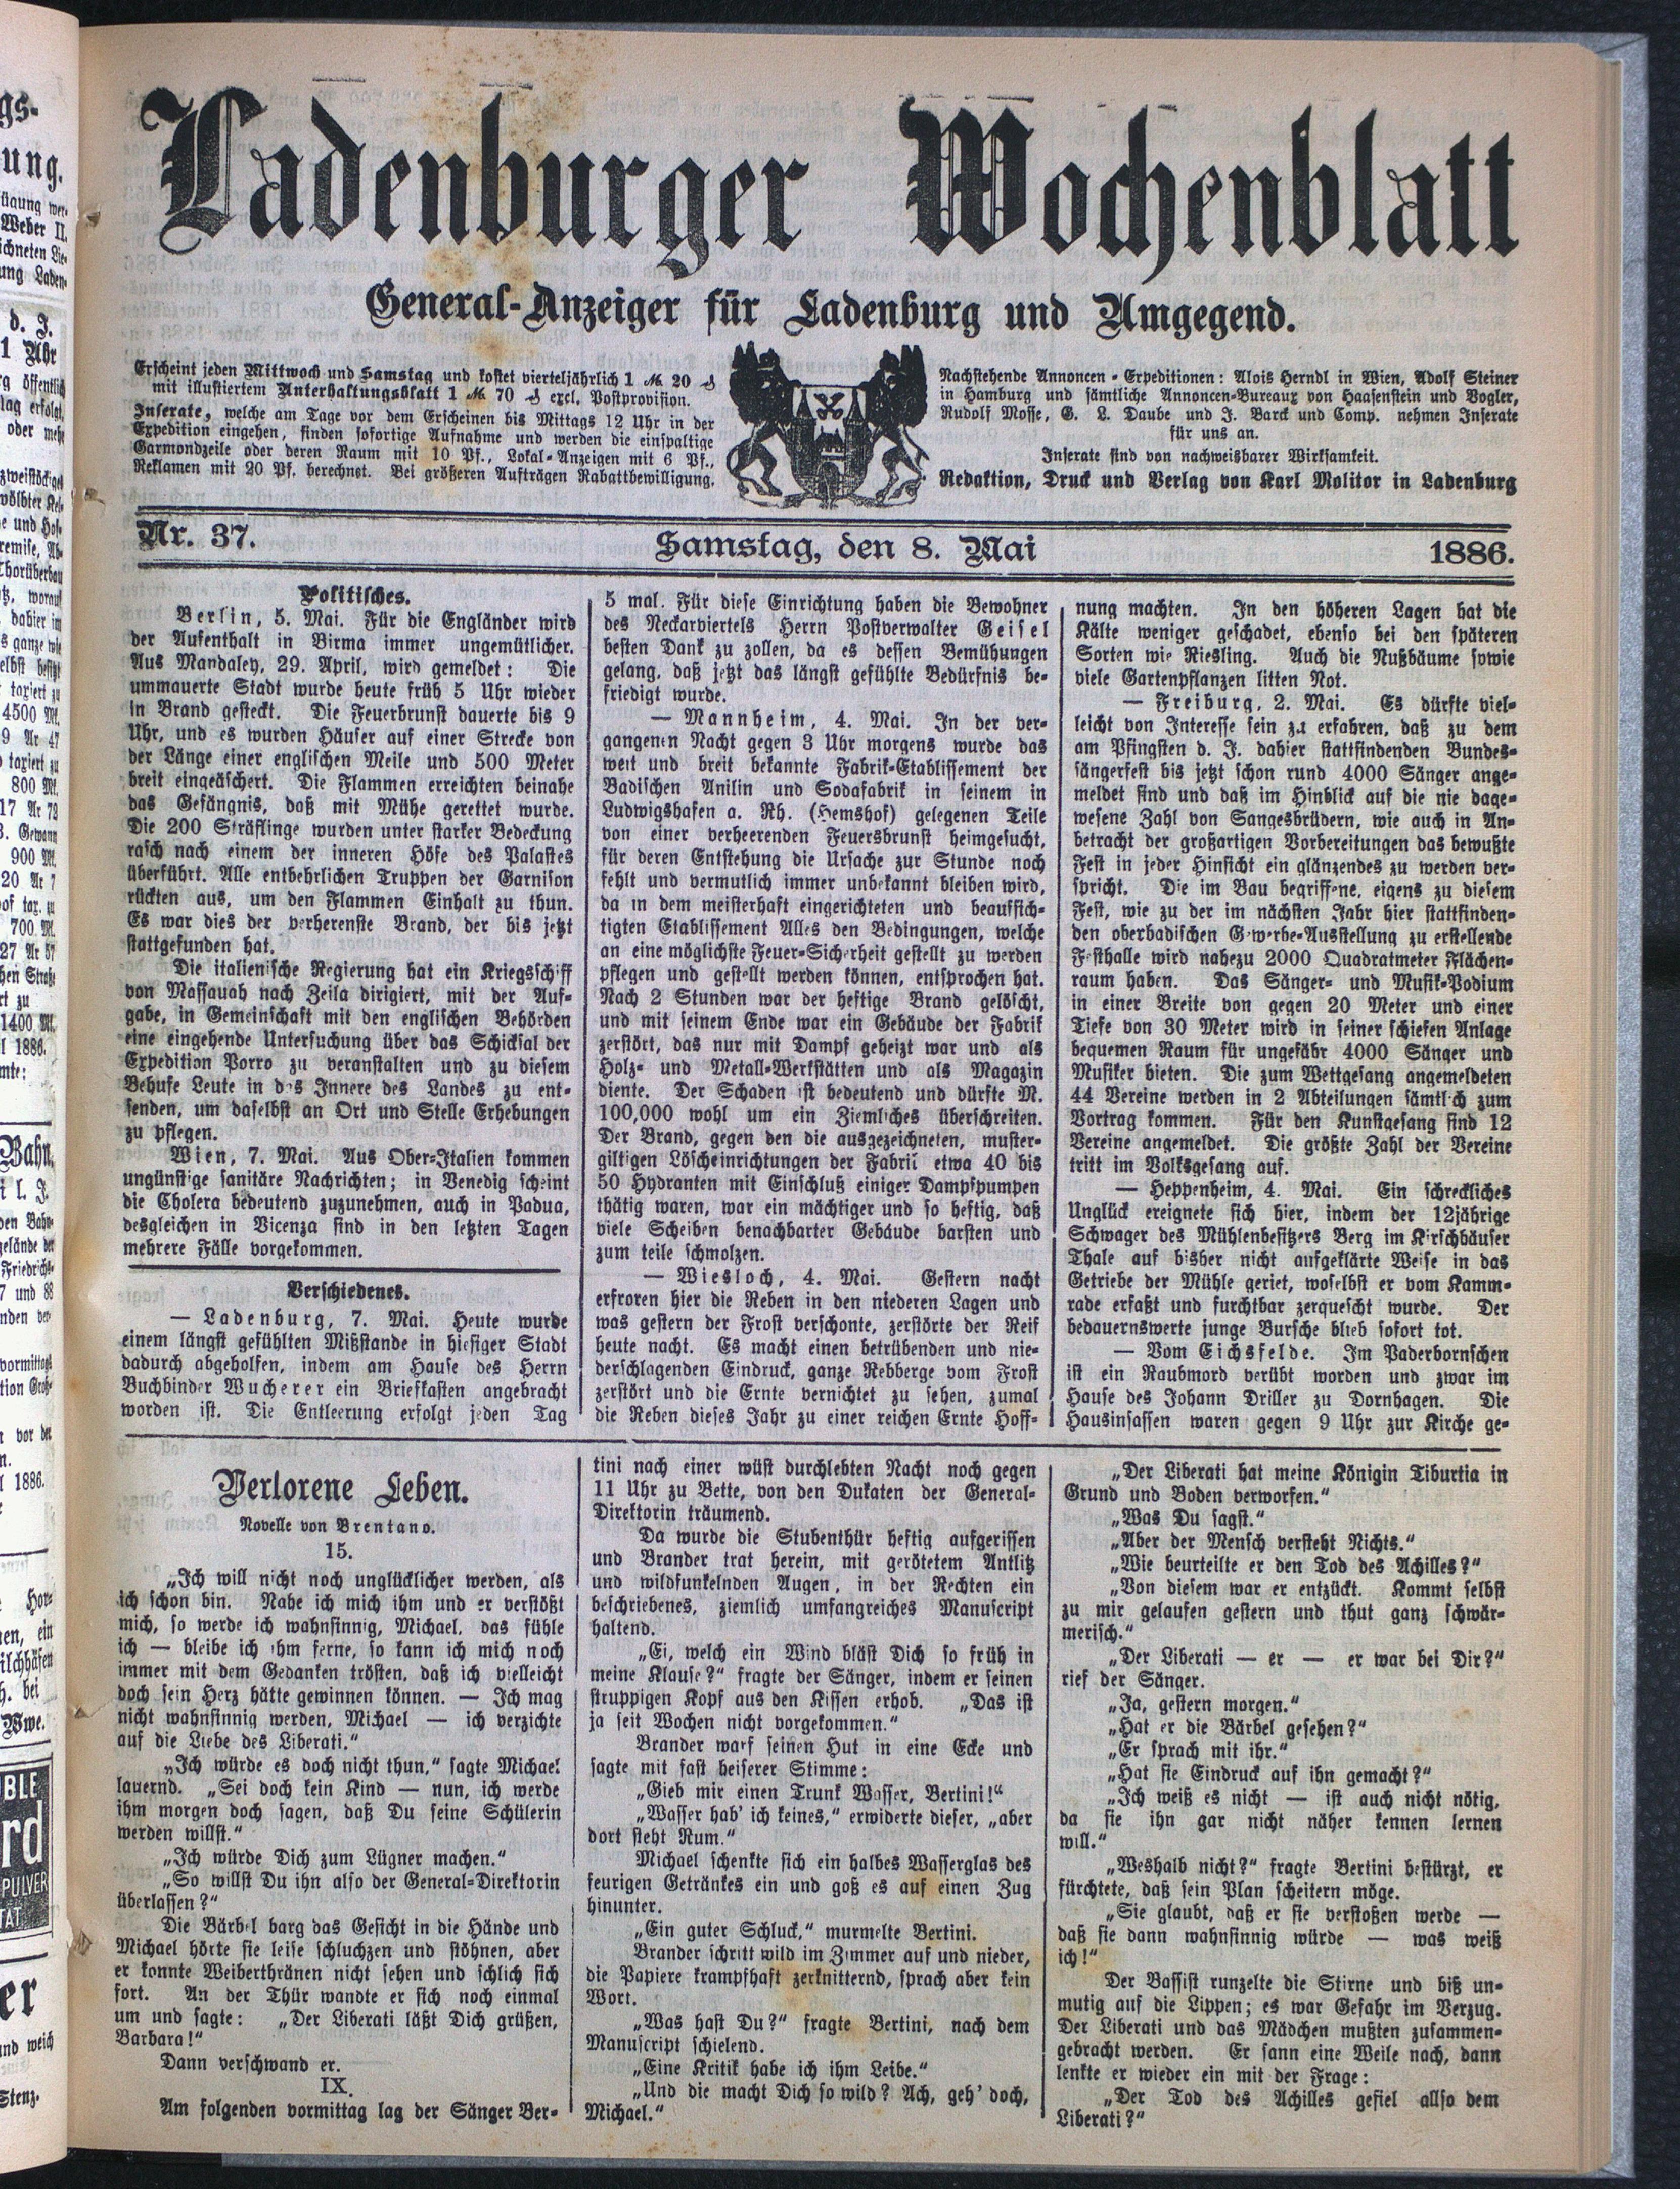 Ladenburger Wochenblatt
General-Anzeiger für Ladenburg und Umgegend.
Erscheint jeden Mittwoch und Samstag und kostet vierteljährlich 1 M. 20 ₰
mit illustriertem Unterhaltungsblatt 1 M. 70 ₰ excl. Postprovision.
Inserate, welche am Tage vor dem Erscheinen bis Mittags 12 Uhr in der
Expedition eingehen, finden sofortige Aufnahme und werden die einspaltige
Garmondzeile oder deren Raum mit 10 Pf., Lokal-Anzeigen mit 6 Pf.,
Reklamen mit 20 Pf. berechnet. Bei größeren Aufträgen Rabattbewilligung.
Nachstehende Annoncen-Expeditionen: Alois Herndl in Wien, Adolf Steiner
in Hamburg und sämtliche Annoncen-Bureaux von Haasenstein und Vogler,
Rudolf Mosse, G. L. Daube und J. Barck und Comp. nehmen Inserate
für uns an.
Inserate sind von nachweisbarer Wirksamkeit.
Redaktion, Druck und Verlag von Karl Molitor in Ladenburg
Nr. 37. Samstag, den 8. Mai 1886.
Politisches.
Berlin, 5. Mai. Für die Engländer wird
der Aufenthalt in Birma immer ungemütlicher.
Aus Mandaley, 29. April, wird gemeldet: Die
ummauerte Stadt wurde heute früh 5 Uhr wieder
in Brand gesteckt. Die Feuerbrunst dauerte bis 9
Uhr, und es wurden Häuser auf einer Strecke von
der Länge einer englischen Meile und 500 Meter
breit eingeäschert. Die Flammen erreichten beinahe
das Gefängnis, daß mit Mühe gerettet wurde.
Die 200 Sträflinge wurden unter starker Bedeckung
rasch nach einem der inneren Höfe des Palastes
überführt. Alle entbehrlichen Truppen der Garnison
rückten aus, um den Flammen Einhalt zu thun.
Es war dies der verherenste Brand, der bis jetzt
stattgefunden hat.
Die italienische Regierung hat ein Kriegsschiff
von Massauah nach Zeila dirigiert, mit der Auf-
gabe, in Gemeinschaft mit den englischen Behörden
eine eingehende Untersuchung über das Schicksal der
Expedition Porro zu veranstalten und zu diesem
Behufe Leute in das Innere des Landes zu ent-
senden, um daselbst an Ort und Stelle Erhebungen
zu pflegen.
Wien, 7. Mai. Aus Ober-Italien kommen
ungünstige sanitäre Nachrichten; in Venedig scheint
die Cholera bedeutend zuzunehmen, auch in Padua,
desgleichen in Vicenza sind in den letzten Tagen
mehrere Fälle vorgekommen.
Verschiedenes.
— Ladenburg, 7. Mai. Heute wurde
einem längst gefühlten Mißstande in hiesiger Stadt
dadurch abgeholfen, indem am Hause des Herrn
Buchbinder Wucherer ein Briefkasten angebracht
worden ist. Die Entleerung erfolgt jeden Tag
5 mal. Für diese Einrichtung haben die Bewohner
des Neckarviertels Herrn Postverwalter Geisel
besten Dank zu zollen, da es dessen Bemühungen
gelang, daß jetzt das längst gefühlte Bedürfnis be-
friedigt wurde.
— Mannheim, 4. Mai. In der ver-
gangenen Nacht gegen 3 Uhr morgens wurde das
weit und breit bekannte Fabrik-Etablissement der
Badischen Anilin und Sodafabrik in seinem in
Ludwigshafen a. Rh. (Hemshof) gelegenen Teile
von einer verheerenden Feuersbrunst heimgesucht,
für deren Entstehung die Ursache zur Stunde noch
fehlt und vermutlich immer unbekannt bleiben wird,
da in dem meisterhaft eingerichteten und beaufsich-
tigten Etablissement Alles den Bedingungen, welche
an eine möglichste Feuer-Sicherheit gestellt zu werden
pflegen und gestellt werden können, entsprochen hat.
Nach 2 Stunden war der heftige Brand gelöscht,
und mit seinem Ende war ein Gebäude der Fabrik
zerstört, das nur mit Dampf geheizt war und als
Holz- und Metall-Werkstätten und als Magazin
diente. Der Schaden ist bedeutend und dürfte M.
100,000 wohl um ein Ziemliches überschreiten.
Der Brand, gegen den die ausgezeichneten, muster-
giltigen Löscheinrichtungen der Fabrik etwa 40 bis
50 Hydranten mit Einschluß einiger Dampfpumpen
thätig waren, war ein mächtiger und so heftig, daß
viele Scheiben benachbarter Gebäude barsten und
zum teile schmolzen.
— Wiesloch, 4. Mai. Gestern nacht
erfroren hier die Reben in den niederen Lagen und
was gestern der Frost verschonte, zerstörte der Reif
heute nacht. Es macht einen betrübenden und nie-
derschlagenden Eindruck, ganze Rebberge vom Frost
zerstört und die Ernte vernichtet zu sehen, zumal
die Reben dieses Jahr zu einer reichen Ernte Hoff-
nung machten. In den höheren Lagen hat die
Kälte weniger geschadet, ebenso bei den späteren
Sorten wie Riesling. Auch die Nußbäume sowie
viele Gartenpflanzen litten Not.
— Freiburg, 2. Mai. Es dürfte viel-
leicht von Interesse sein zu erfahren, daß zu dem
am Pfingsten d. J. dahier stattfindenden Bundes-
sängerfest bis jetzt schon rund 4000 Sänger ange-
meldet sind und daß im Hinblick auf die nie dage-
wesene Zahl von Sangesbrüdern, wie auch in An-
betracht der großartigen Vorbereitungen das bewußte
Fest in jeder Hinsicht ein glänzendes zu werden ver-
spricht. Die im Bau begriffene, eigens zu diesem
Fest, wie zu der im nächsten Jahr hier stattfinden-
den oberbadischen Gewerbe-Ausstellung zu erstellende
Festhalle wird nahezu 2000 Quadratmeter Flächen-
raum haben. Das Sänger- und Musik-Podium
in einer Breite von gegen 20 Meter und einer
Tiefe von 30 Meter wird in seiner schiefen Anlage
bequemen Raum für ungefähr 4000 Sänger und
Musiker bieten. Die zum Wettgesang angemeldeten
44 Vereine werden in 2 Abteilungen sämtlich zum
Vortrag kommen. Für den Kunstgesang sind 12
Vereine angemeldet. Die größte Zahl der Vereine
tritt im Volksgesang auf.
— Heppenheim, 4. Mai. Ein schreckliches
Unglück ereignete sich hier, indem der 12jährige
Schwager des Mühlenbesitzers Berg im Kirschhäuser
Thale auf bisher nicht aufgeklärte Weise in das
Getriebe der Mühle geriet, woselbst er vom Kamm-
rade erfaßt und furchtbar zerquescht wurde. Der
bedauernswerte junge Bursche blieb sofort tot.
— Vom Eichsfelde. Im Paderbornschen
ist ein Raubmord verübt worden und zwar im
Hause des Johann Driller zu Dornhagen. Die
Hausinsassen waren gegen 9 Uhr zur Kirche ge-
Verlorene Leben.
Novelle von Brentano.
15.
„Ich will nicht noch unglücklicher werden, als
ich schon bin. Nahe ich mich ihm und er verstößt
mich, so werde ich wahnsinnig, Michael, das fühle
ich — bleibe ich ihm ferne, so kann ich mich noch
immer mit dem Gedanken trösten, daß ich vielleicht
doch sein Herz hätte gewinnen können. — Ich mag
nicht wahnsinnig werden, Michael — ich verzichte
auf die Liebe des Liberati.“
„Ich würde es doch nicht thun,“ sagte Michael
lauernd. „Sei doch kein Kind — nun, ich werde
ihm morgen doch sagen, daß Du seine Schülerin
werden willst.“
„Ich würde Dich zum Lügner machen.“
„So willst Du ihn also der General-Direktorin
überlassen?“
Die Bärbel barg das Gesicht in die Hände und
Michael hörte sie leise schluchzen und stöhnen, aber
er konnte Weiberthränen nicht sehen und schlich sich
fort. An der Thür wandte er sich noch einmal
um und sagte: „Der Liberati läßt Dich grüßen,
Barbara!“
Dann verschwand er.
IX.
Am folgenden vormittag lag der Sänger Ber-
tini nach einer wüst durchlebten Nacht noch gegen
11 Uhr zu Bette, von den Dukaten der General-
Direktorin träumend.
Da wurde die Stubenthür heftig aufgerissen
und Brander trat herein, mit gerötetem Antlitz
und wildfunkelnden Augen, in der Rechten ein
beschriebenes, ziemlich umfangreiches Manuscript
haltend.
„Ei, welch ein Wind bläst Dich so früh in
meine Klause?“ fragte der Sänger, indem er seinen
struppigen Kopf aus den Kissen erhob. „Das ist
ja seit Wochen nicht vorgekommen.“
Brander warf seinen Hut in eine Ecke und
sagte mit fast heiserer Stimme:
„Gieb mir einen Trunk Wasser, Bertini!“
„Wasser hab' ich keines,“ erwiderte dieser, „aber
dort steht Rum.“
Michael schenkte sich ein halbes Wasserglas des
feurigen Getränkes ein und goß es auf einen Zug
hinunter.
„Ein guter Schluck,“ murmelte Bertini.
Brander schritt wild im Zimmer auf und nieder,
die Papiere krampfhaft zerknitternd, sprach aber kein
Wort.
„Was hast Du?“ fragte Bertini, nach dem
Manuscript schielend.
„Eine Kritik habe ich ihm Leibe.“
„Und die macht Dich so wild? Ach, geh' doch,
Michael.“
„Der Liberati hat meine Königin Tiburtia in
Grund und Boden verworfen.“
„Was Du sagst.“
„Aber der Mensch versteht Nichts.“
„Wie beurteilte er den Tod des Achilles?“
„Von diesem war er entzückt. Kommt selbst
zu mir gelaufen gestern und thut ganz schwär-
merisch.“
„Der Liberati — er — er war bei Dir?“
rief der Sänger.
„Ja, gestern morgen.“
„Hat er die Bärbel gesehen?“
„Er sprach mit ihr.“
„Hat sie Eindruck auf ihn gemacht?“
„Ich weiß es nicht — ist auch nicht nötig,
da sie ihn gar nicht näher kennen lernen
will.“
„Weshalb nicht?“ fragte Bertini bestürzt, er
fürchtete, daß sein Plan scheitern möge.
„Sie glaubt, daß er sie verstoßen werde —
daß sie dann wahnsinnig würde — was weiß
ich!“
Der Bassist runzelte die Stirne und biß un-
mutig auf die Lippen; es war Gefahr im Verzug.
Der Liberati und das Mädchen mußten zusammen-
gebracht werden. Er sann eine Weile nach, dann
lenkte er wieder ein mit der Frage:
„Der Tod des Achilles gefiel allso dem
Liberati?“